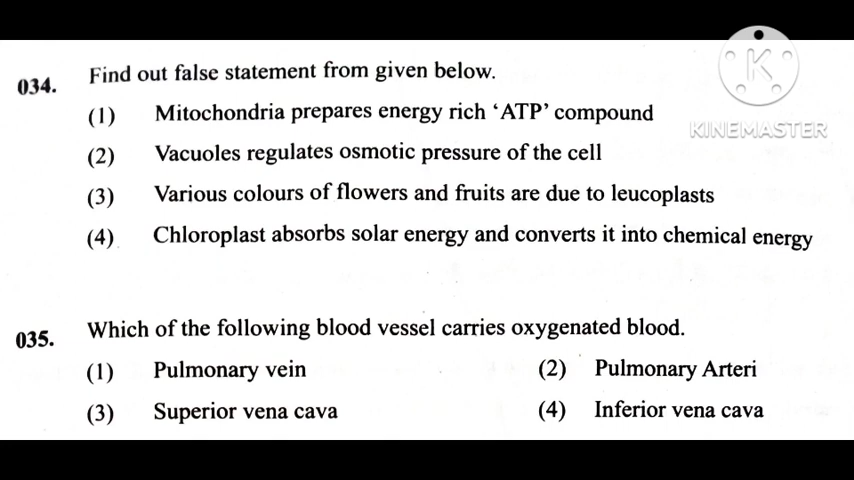 K
KINEMASTER
034. Find out false statement from given below.
(1) Mitochondria prepares energy rich ‘ATP’ compound
(2) Vacuoles regulates osmotic pressure of the cell
(3) Various colours of flowers and fruits are due to leucoplasts
(4) Chloroplast absorbs solar energy and converts it into chemical energy
035. Which of the following blood vessel carries oxygenated blood.
(1) Pulmonary vein (2) Pulmonary Arteri
(3) Superior vena cava (4) Inferior vena cava